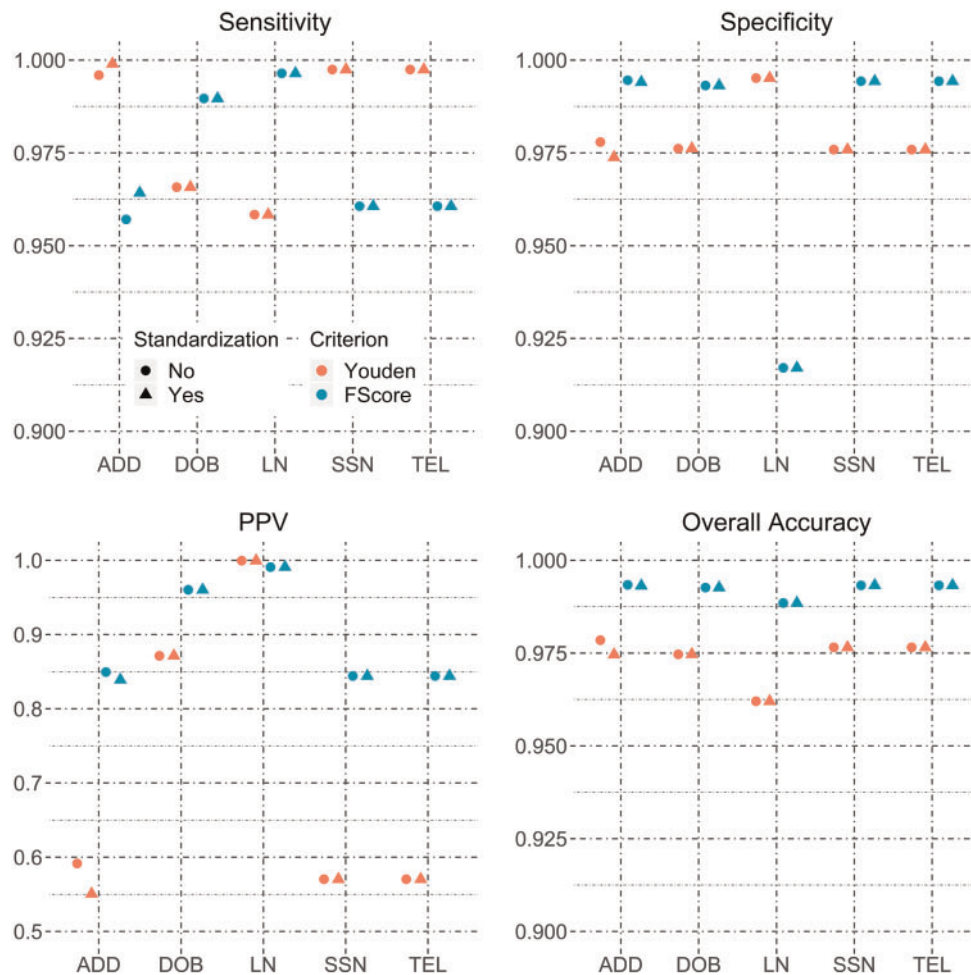 Sensitivity
1.000
0.975
0.950
0.925
0.900
Standardization
No
Yes
Criterion
Youden
FScore
ADD DOB LN SSN TEL
Specificity
1.000
0.975
0.950
0.925
0.900
ADD DOB LN SSN TEL
PPV
1.0
0.9
0.8
0.7
0.6
0.5
ADD DOB LN SSN TEL
Overall Accuracy
1.000
0.975
0.950
0.925
0.900
ADD DOB LN SSN TEL